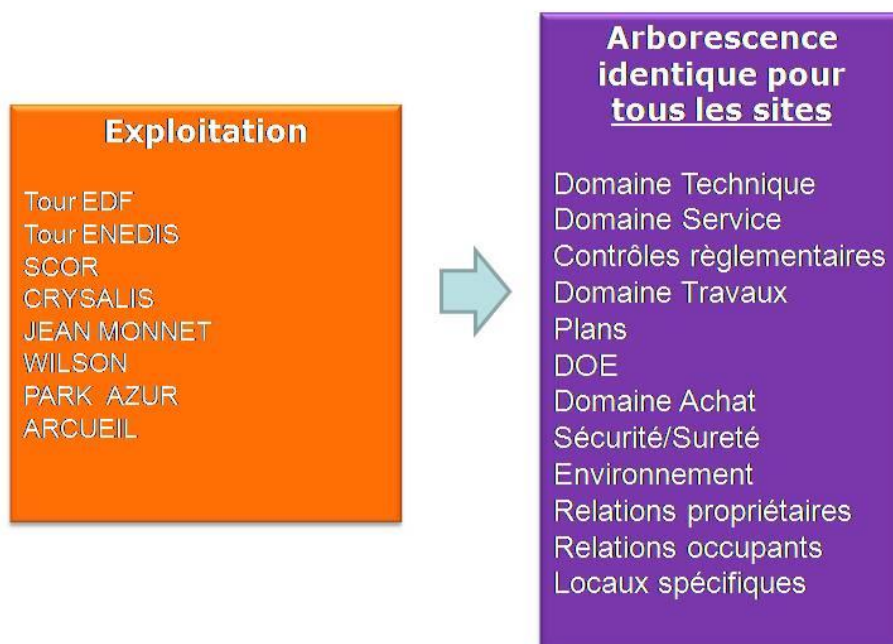 Exploitation
Tour EDF
Tour ENEDIS
SCOR
CRYSALIS
JEAN MONNET
WILSON
PARK AZUR
ARCUEIL
Arborescence
identique pour
tous les sites
Domaine Technique
Domaine Service
Contrôles règlementaires
Domaine Travaux
Plans
DOE
Domaine Achat
Sécurité/Sureté
Environnement
Relations propriétaires
Relations occupants
Locaux spécifiques